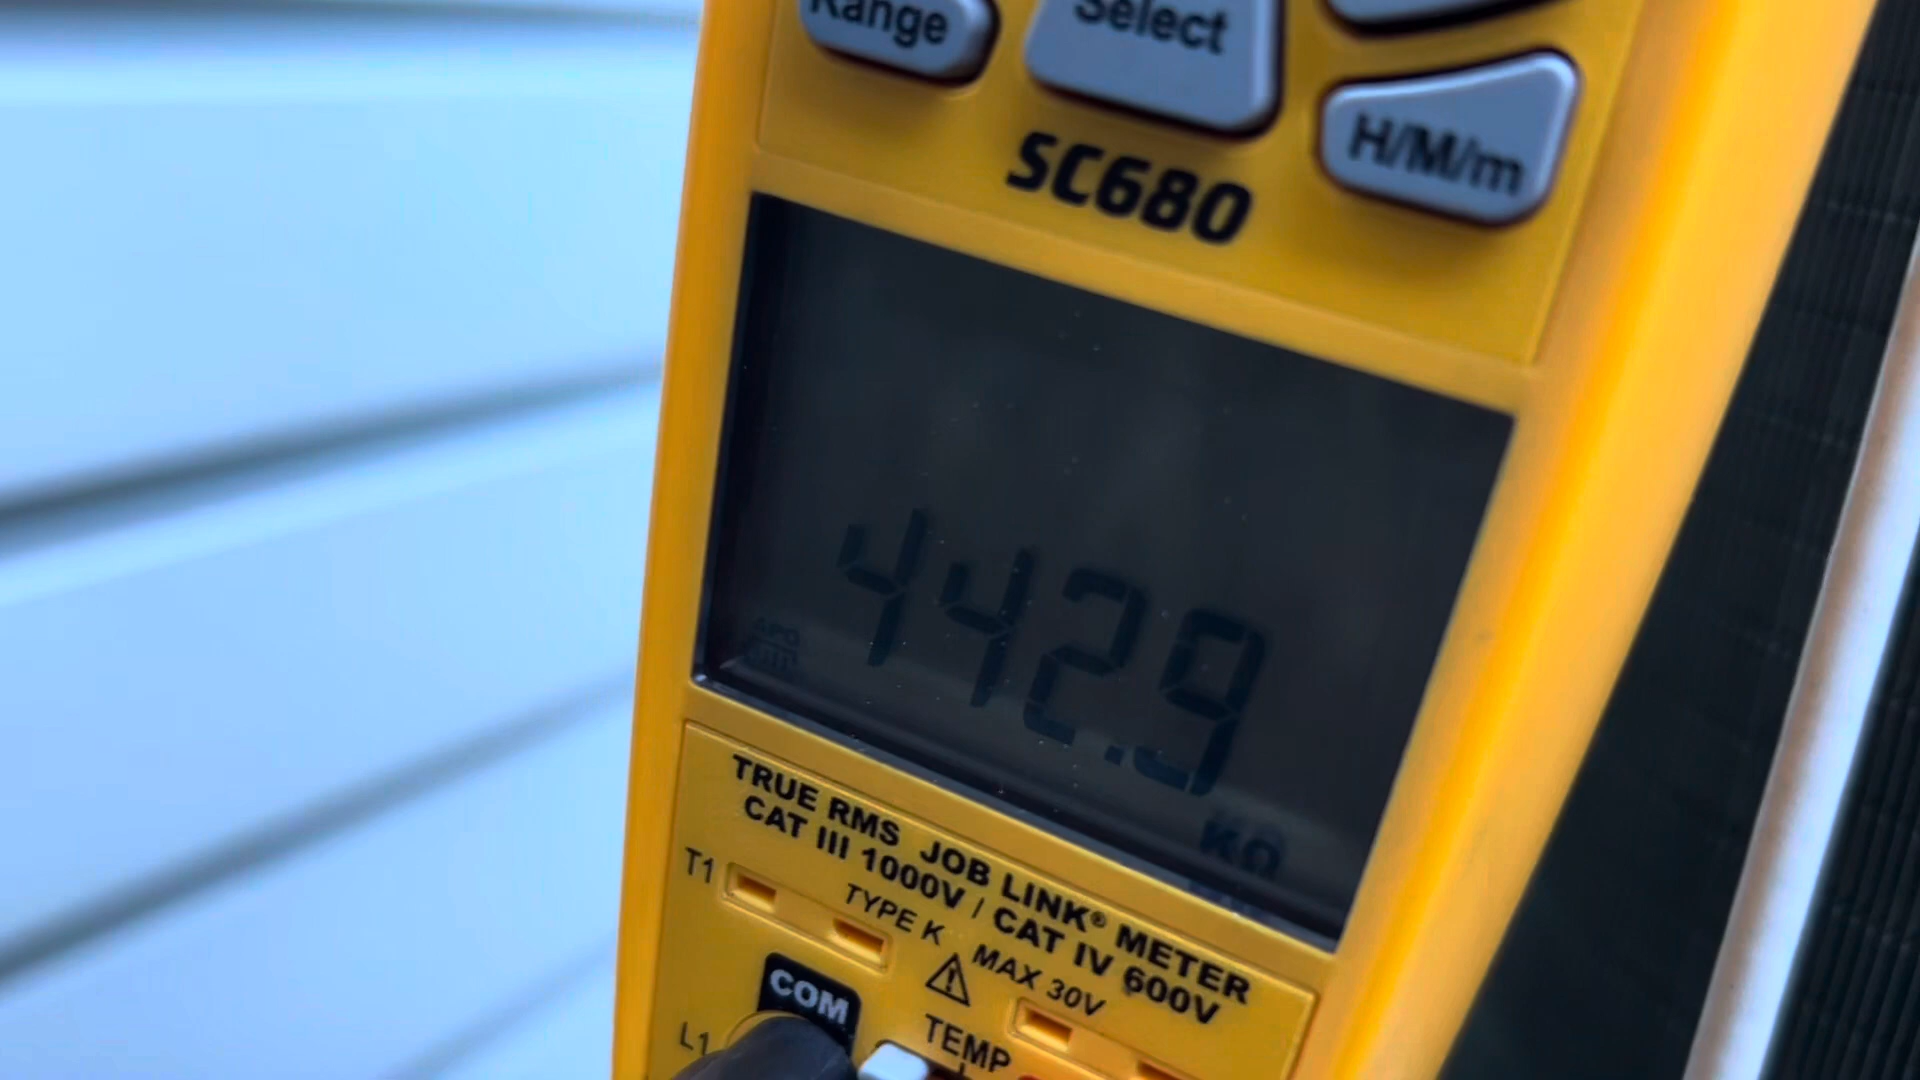 Range
Select
H/M/m
SC680
APO
442.9
KΩ
TRUE RMS JOB LINK® METER
CAT III 1000V / CAT IV 600V
T1
TYPE K
MAX 30V
COM
L1
TEMP